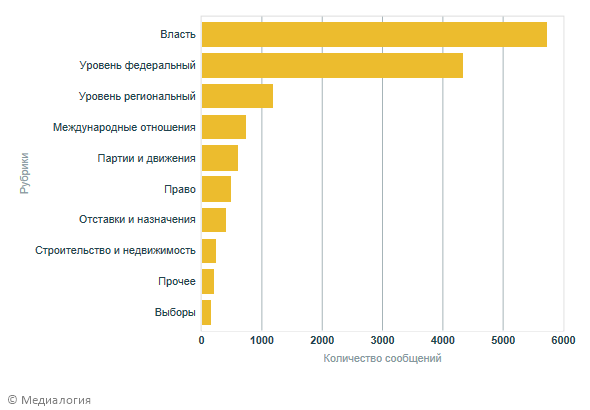 Рубрики
Власть
Уровень федеральный
Уровень региональный
Международные отношения
Партии и движения
Право
Отставки и назначения
Строительство и недвижимость
Прочее
Выборы
0 1000 2000 3000 4000 5000 6000
Количество сообщений
© Медиалогия